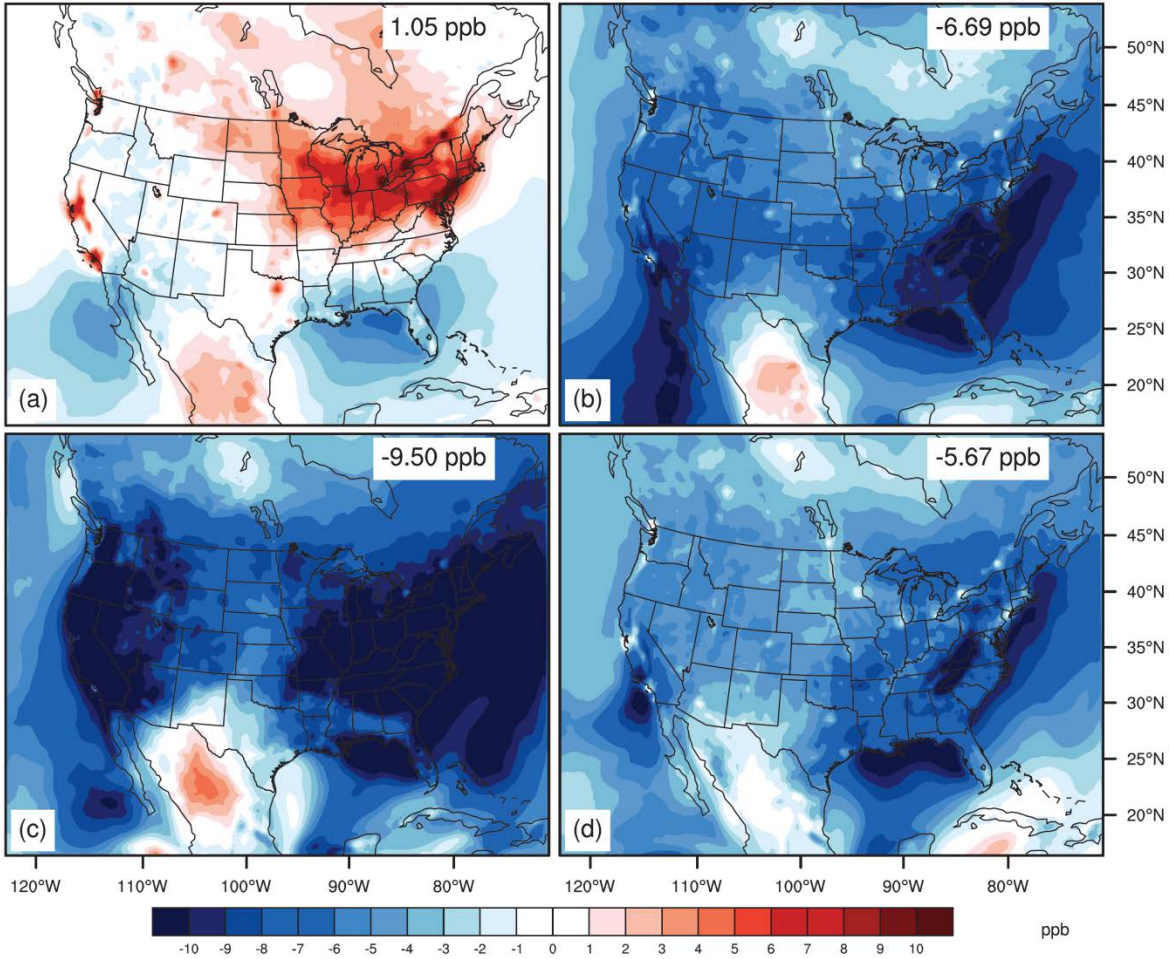 1.05 ppb
-6.69 ppb
50°N
45°N
40°N
35°N
30°N
25°N
20°N
(a)
(b)
-9.50 ppb
-5.67 ppb
50°N
45°N
40°N
35°N
30°N
25°N
20°N
(c)
(d)
120°W 110°W 100°W 90°W 80°W 120°W 110°W 100°W 90°W 80°W
-10 -9 -8 -7 -6 -5 -4 -3 -2 -1 0 1 2 3 4 5 6 7 8 9 10 ppb